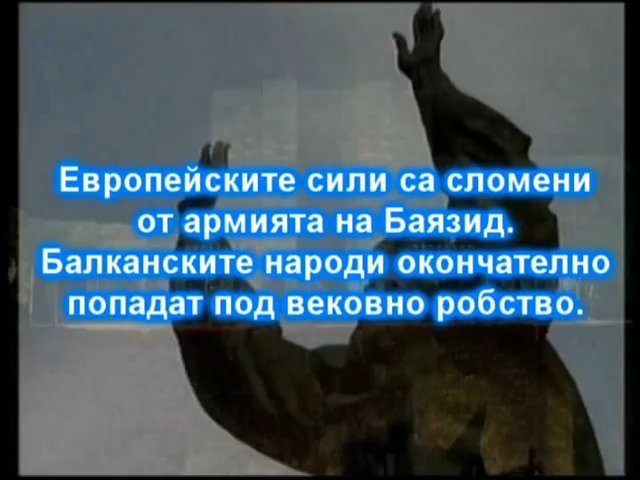 Европейските сили са сломени
от армията на Баязид.
Балканските народи окончателно
попадат под вековно робство.